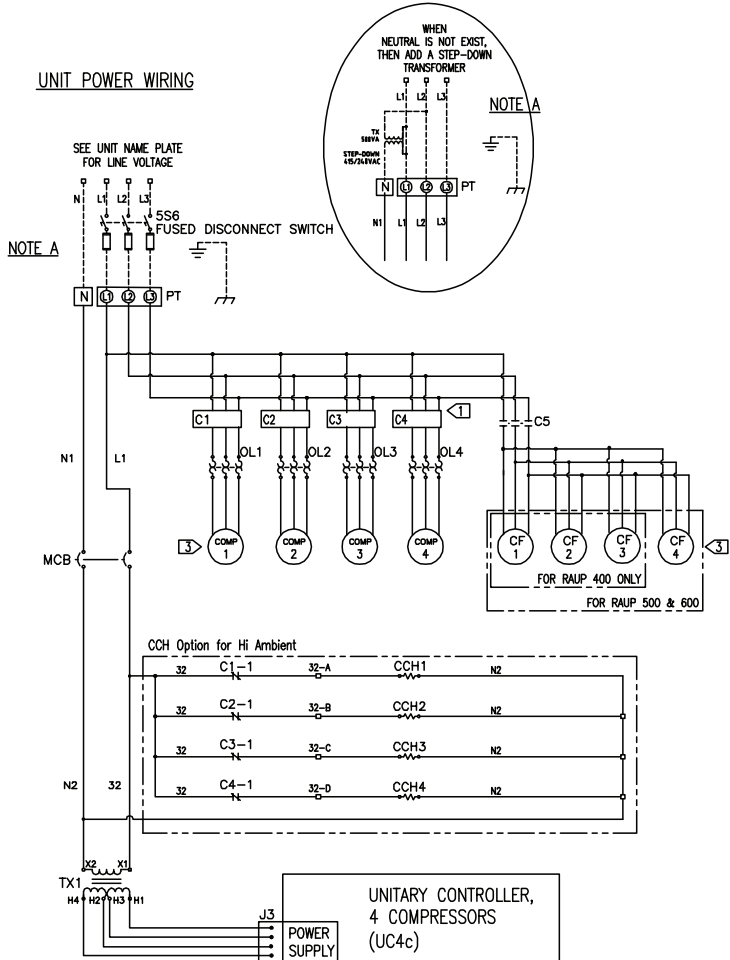 WHEN
NEUTRAL IS NOT EXIST,
THEN ADD A STEP-DOWN
TRANSFORMER
UNIT POWER WIRING
L1 L2 L3
NOTE A
TX
500VA
STEP-DOWN
415/240VAC
N L1 L2 L3 PT
N1 L1 L2 L3
SEE UNIT NAME PLATE
FOR LINE VOLTAGE
N L1 L2 L3
5S6
FUSED DISCONNECT SWITCH
NOTE A
N L1 L2 L3 PT
C1 C2 C3 C4 1
C5
N1 L1
OL1 OL2 OL3 OL4
3 COMP 1 COMP 2 COMP 3 COMP 4
CF 1 CF 2 CF 3 CF 4 3
MCB
FOR RAUP 400 ONLY
FOR RAUP 500 & 600
CCH Option for Hi Ambient
32 C1-1 32-A CCH1 N2
32 C2-1 32-B CCH2 N2
32 C3-1 32-C CCH3 N2
32 C4-1 32-D CCH4 N2
N2 32
X2 X1
TX1
H4 H2 H3 H1
J3
POWER
SUPPLY
UNITARY CONTROLLER,
4 COMPRESSORS
(UC4c)